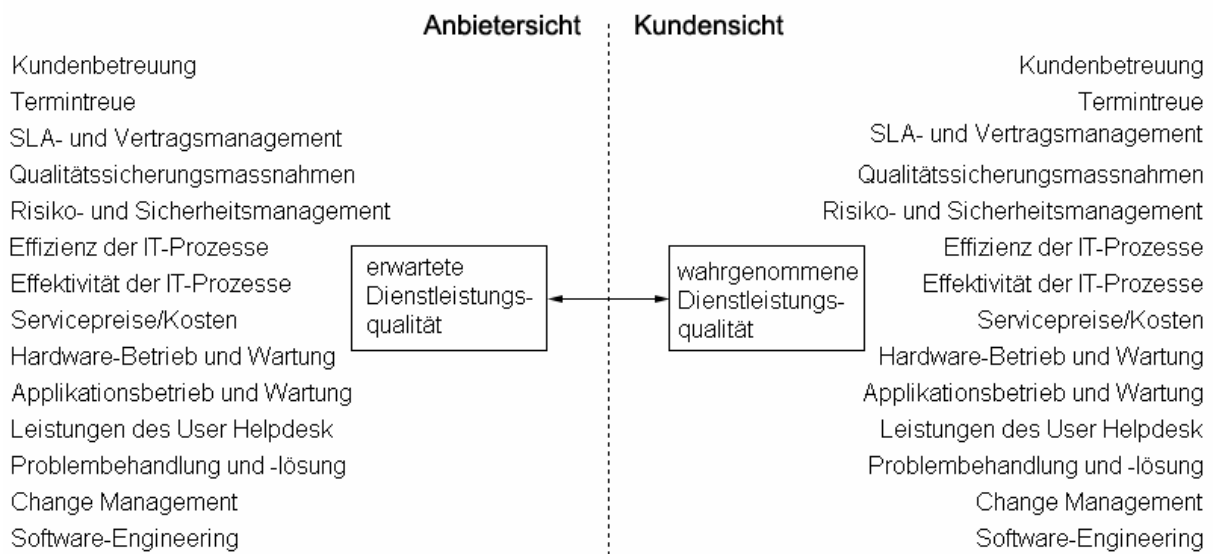 Anbietersicht
Kundensicht
Kundenbetreuung
Termintreue
SLA- und Vertragsmanagement
Qualitätssicherungsmassnahmen
Risiko- und Sicherheitsmanagement
Effizienz der IT-Prozesse
Effektivität der IT-Prozesse
Servicepreise/Kosten
Hardware-Betrieb und Wartung
Applikationsbetrieb und Wartung
Leistungen des User Helpdesk
Problembehandlung und -lösung
Change Management
Software-Engineering
erwartete
Dienstleistungs-
qualität
wahrgenommene
Dienstleistungs-
qualität
Kundenbetreuung
Termintreue
SLA- und Vertragsmanagement
Qualitätssicherungsmassnahmen
Risiko- und Sicherheitsmanagement
Effizienz der IT-Prozesse
Effektivität der IT-Prozesse
Servicepreise/Kosten
Hardware-Betrieb und Wartung
Applikationsbetrieb und Wartung
Leistungen des User Helpdesk
Problembehandlung und -lösung
Change Management
Software-Engineering